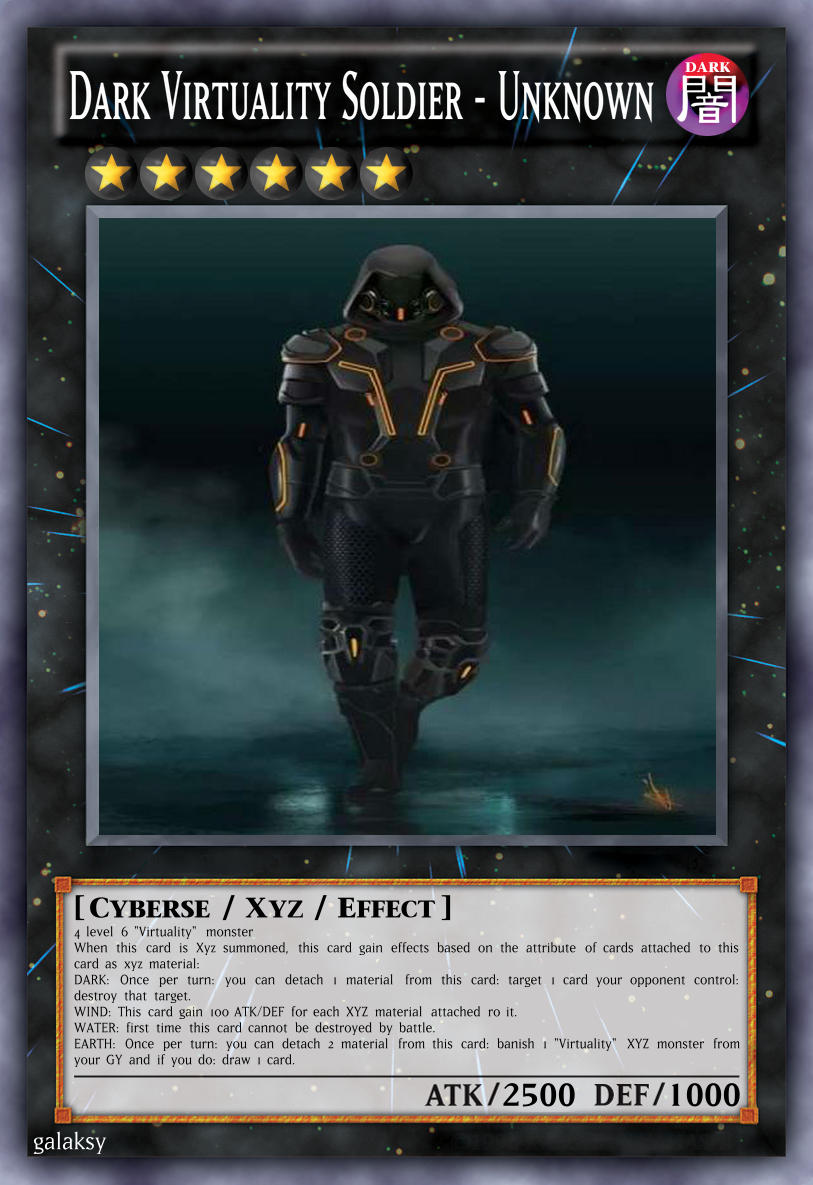 Dark Virtuality Soldier - Unknown
DARK
闇
[ Cyberse / Xyz / Effect ]
4 level 6 "Virtuality" monster
When this card is Xyz summoned, this card gain effects based on the attribute of cards attached to this
card as xyz material:
DARK: Once per turn: you can detach 1 material from this card: target 1 card your opponent control:
destroy that target.
WIND: This card gain 100 ATK/DEF for each XYZ material attached ro it.
WATER: first time this card cannot be destroyed by battle.
EARTH: Once per turn: you can detach 2 material from this card: banish 1 "Virtuality" XYZ monster from
your GY and if you do: draw 1 card.
ATK/2500 DEF/1000
galaksy